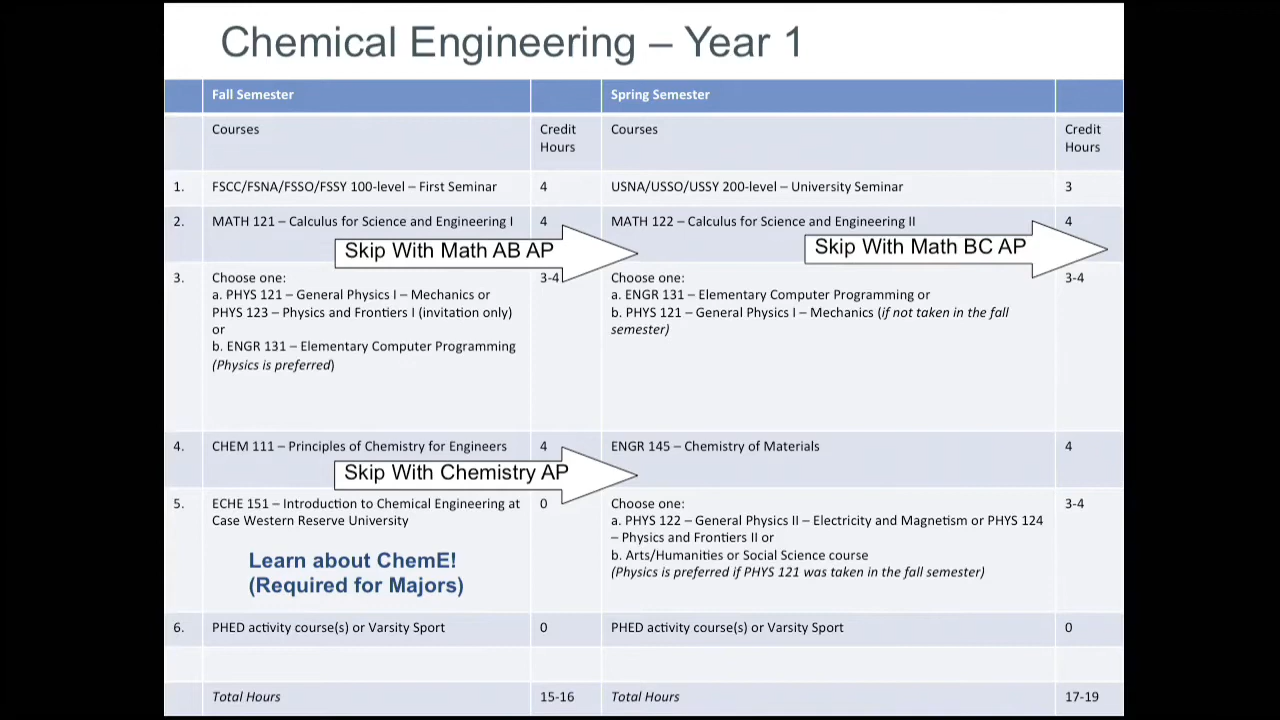 Chemical Engineering – Year 1
Fall Semester
Spring Semester
Courses
Credit
Hours
Courses
Credit
Hours
1.
FSCC/FSNA/FSSO/FSSY 100-level – First Seminar
4
USNA/USSO/USSY 200-level – University Seminar
3
2.
MATH 121 – Calculus for Science and Engineering I
4
MATH 122 – Calculus for Science and Engineering II
4
Skip With Math AB AP
Skip With Math BC AP
3.
Choose one:
a. PHYS 121 – General Physics I – Mechanics or
PHYS 123 – Physics and Frontiers I (invitation only)
or
b. ENGR 131 – Elementary Computer Programming
(Physics is preferred)
3-4
Choose one:
a. ENGR 131 – Elementary Computer Programming or
b. PHYS 121 – General Physics I – Mechanics (if not taken in the fall
semester)
3-4
4.
CHEM 111 – Principles of Chemistry for Engineers
4
ENGR 145 – Chemistry of Materials
4
Skip With Chemistry AP
5.
ECHE 151 – Introduction to Chemical Engineering at
Case Western Reserve University
0
Learn about ChemE!
(Required for Majors)
Choose one:
a. PHYS 122 – General Physics II – Electricity and Magnetism or PHYS 124
– Physics and Frontiers II or
b. Arts/Humanities or Social Science course
(Physics is preferred if PHYS 121 was taken in the fall semester)
3-4
6.
PHED activity course(s) or Varsity Sport
0
PHED activity course(s) or Varsity Sport
0
Total Hours
15-16
Total Hours
17-19